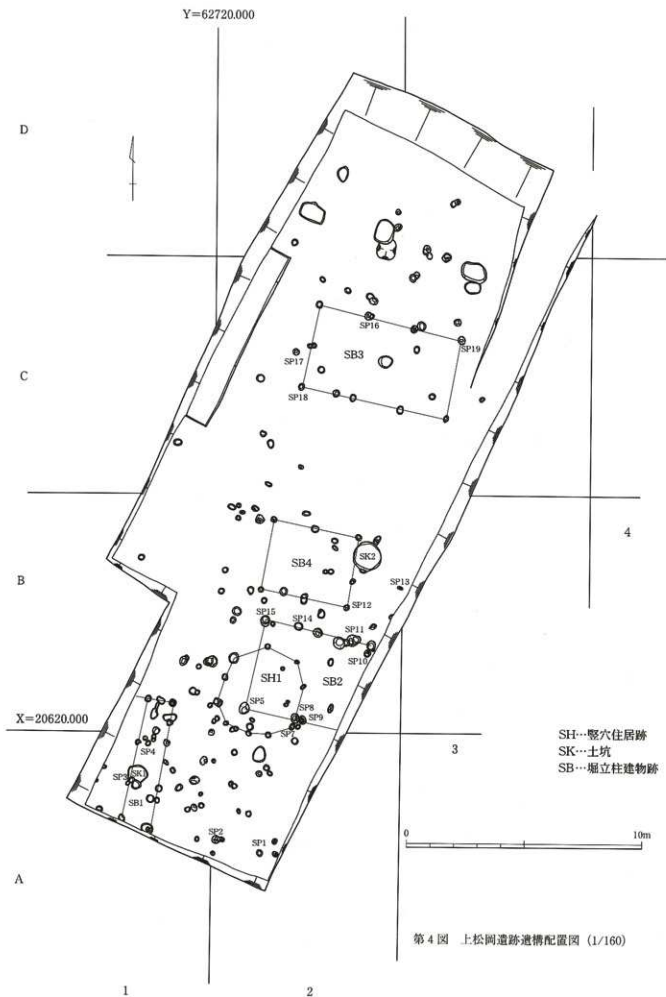 Y=62720.000
D
SP16
SP19
SP17
SB3
C
SP18
4
SB4
SK2
B
SP13
SP12
SP15
SP14
SP11
SP10
SH1
SB2
SP5
SP8
SP9
X=20620.000
SP7
SH…竪穴住居跡
SP4
3
SK…土坑
SP3
SK1
SB…堀立柱建物跡
SB1
0
10m
SP2
SP1
A
第4図 上松岡遺跡遺構配置図 (1/160)
1
2